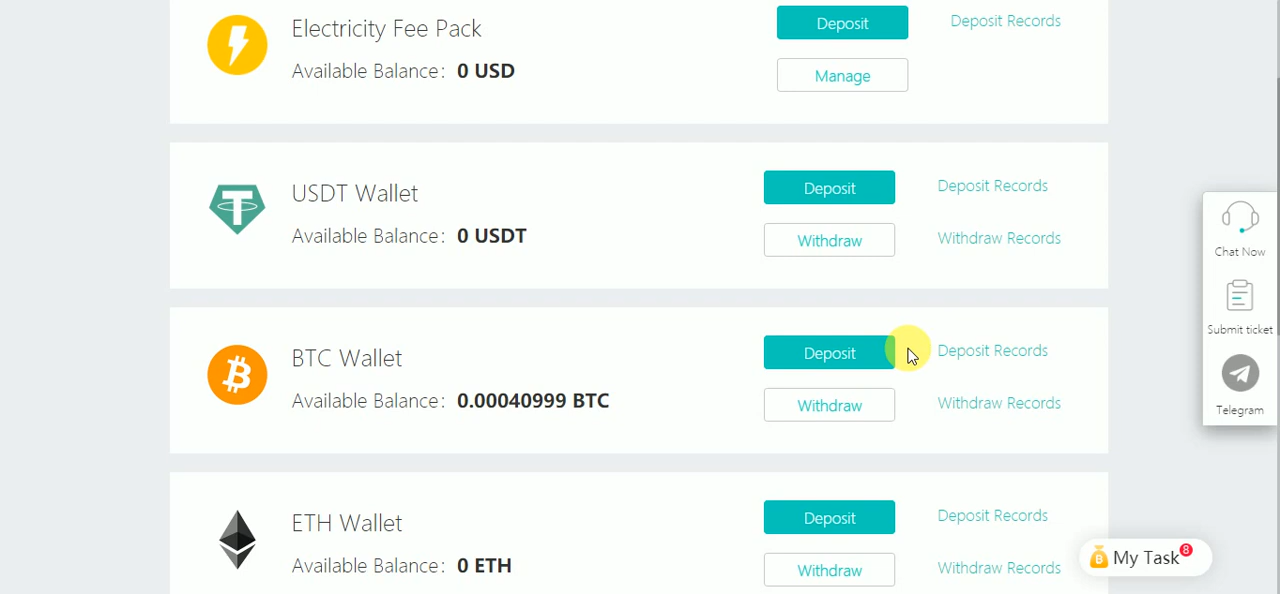 Electricity Fee Pack
Deposit
Deposit Records
Available Balance: 0 USD
Manage
USDT Wallet
Deposit
Deposit Records
Available Balance: 0 USDT
Withdraw
Withdraw Records
Chat Now
Submit ticket
BTC Wallet
Deposit
Deposit Records
Available Balance: 0.00040999 BTC
Withdraw
Withdraw Records
Telegram
ETH Wallet
Deposit
Deposit Records
Available Balance: 0 ETH
Withdraw
Withdraw Records
My Task 8